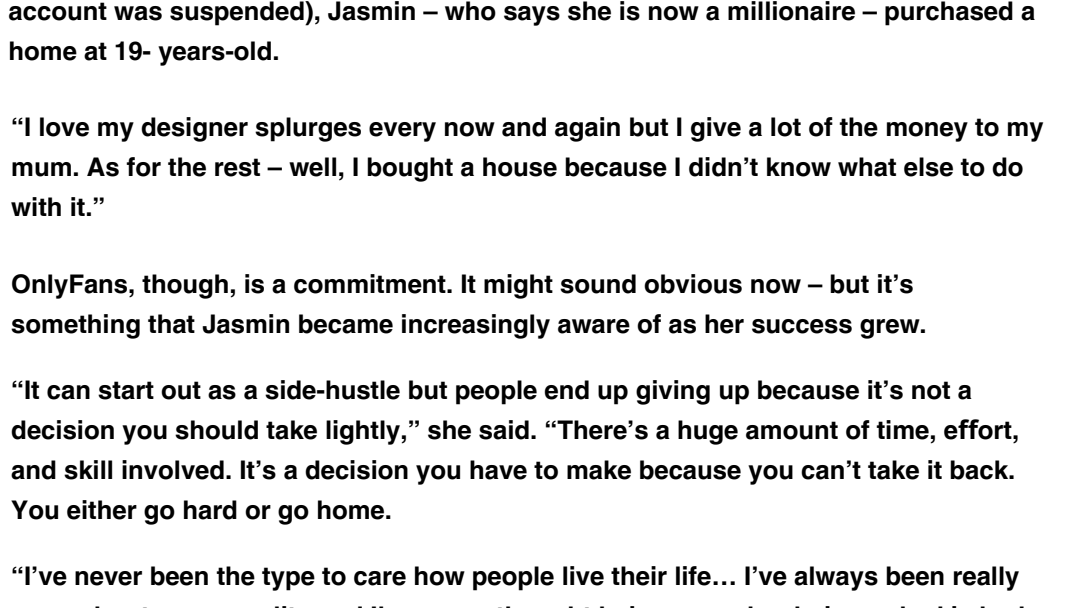 account was suspended), Jasmin – who says she is now a millionaire – purchased a
home at 19- years-old.
“I love my designer splurges every now and again but I give a lot of the money to my
mum. As for the rest – well, I bought a house because I didn’t know what else to do
with it.”
OnlyFans, though, is a commitment. It might sound obvious now – but it’s
something that Jasmin became increasingly aware of as her success grew.
“It can start out as a side-hustle but people end up giving up because it’s not a
decision you should take lightly,” she said. “There’s a huge amount of time, effort,
and skill involved. It’s a decision you have to make because you can’t take it back.
You either go hard or go home.
“I’ve never been the type to care how people live their life… I’ve always been really